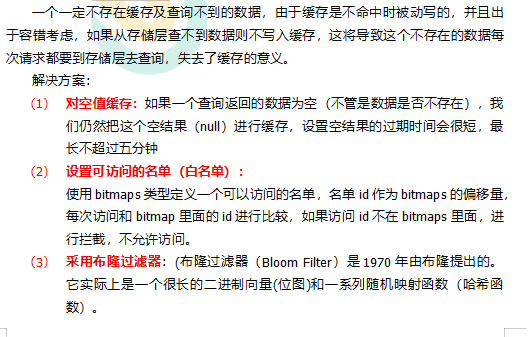 一个一定不存在缓存及查询不到的数据，由于缓存是不命中时被动写的，并且出
于容错考虑，如果从存储层查不到数据则不写入缓存，这将导致这个不存在的数据每
次请求都要到存储层去查询，失去了缓存的意义。
解决方案：
（1） 对空值缓存：如果一个查询返回的数据为空（不管是数据是否不存在），我
们仍然把这个空结果（null）进行缓存，设置空结果的过期时间会很短，最
长不超过五分钟
（2） 设置可访问的名单（白名单）：
使用 bitmaps 类型定义一个可以访问的名单，名单 id 作为 bitmaps 的偏移量，
每次访问和 bitmap 里面的 id 进行比较，如果访问 id 不在 bitmaps 里面，进
行拦截，不允许访问。
（3） 采用布隆过滤器：(布隆过滤器（Bloom Filter）是 1970 年由布隆提出的。
它实际上是一个很长的二进制向量(位图)和一系列随机映射函数（哈希函
数）。